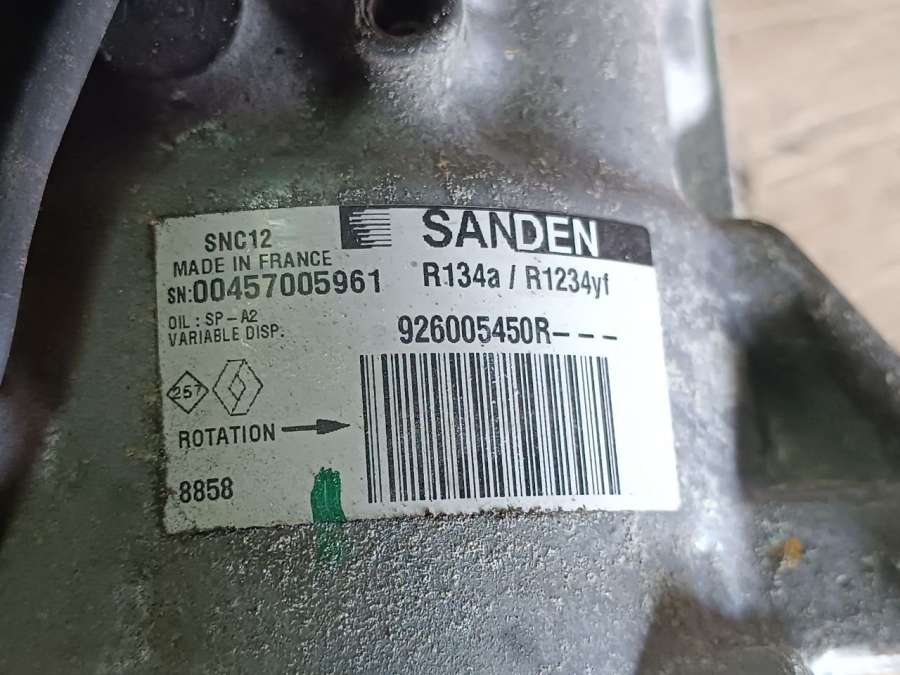 SNC12
SANDEN
MADE IN FRANCE
SN:00457005961
R134a / R1234yf
OIL : SP-A2
VARIABLE DISP.
926005450R---
257
ROTATION
8858